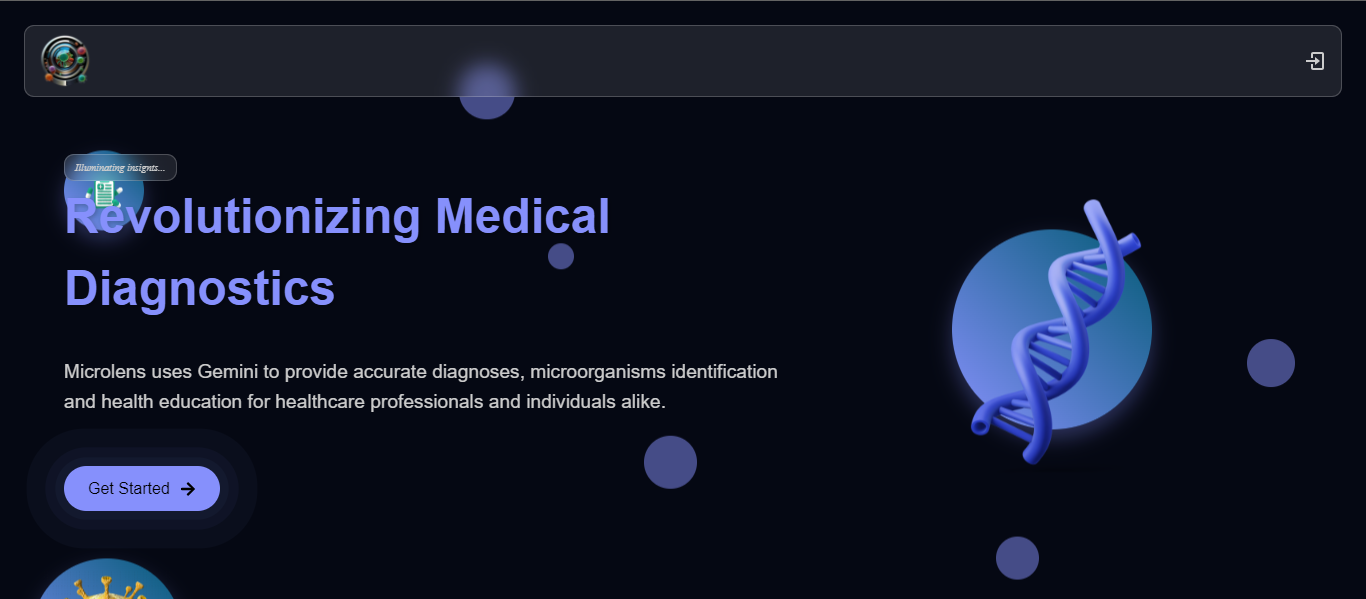 Illuminating insignts...
Revolutionizing Medical
Diagnostics
Microlens uses Gemini to provide accurate diagnoses, microorganisms identification
and health education for healthcare professionals and individuals alike.
Get Started